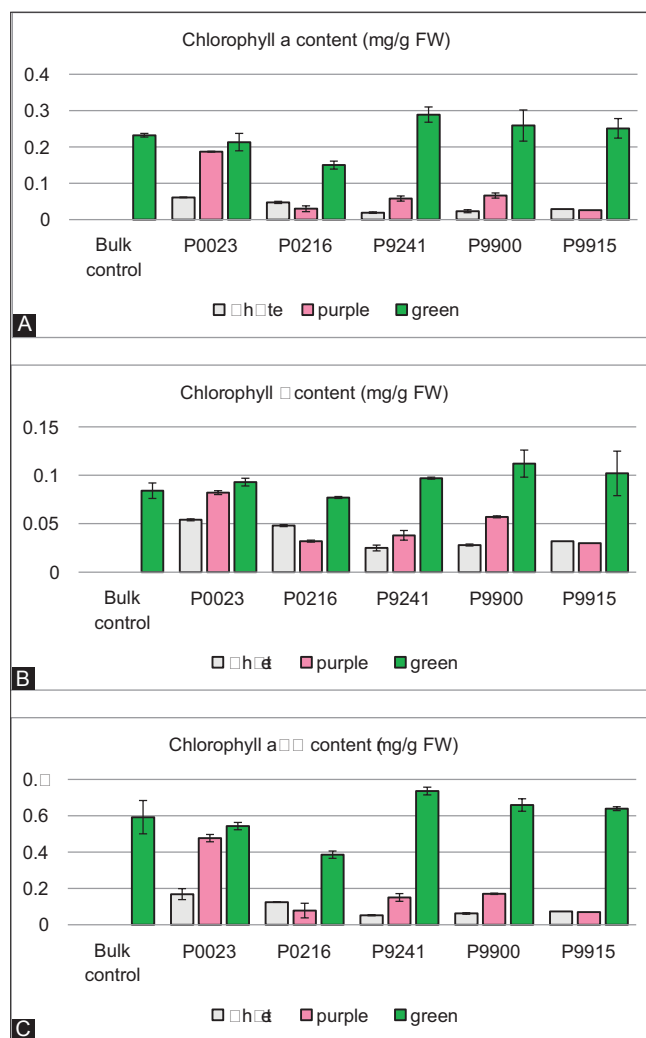 Chlorophyll a content (mg/g FW)
0.4
0.3
0.2
0.1
0
Bulk control P0023 P0216 P9241 P9900 P9915
□h□te purple green
A
Chlorophyll □ content (mg/g FW)
0.15
0.1
0.05
0
Bulk control P0023 P0216 P9241 P9900 P9915
purple green
B
Chlorophyll a□□ content (mg/g FW)
0.□
0.6
0.4
0.2
0
Bulk control P0023 P0216 P9241 P9900 P9915
purple green
C